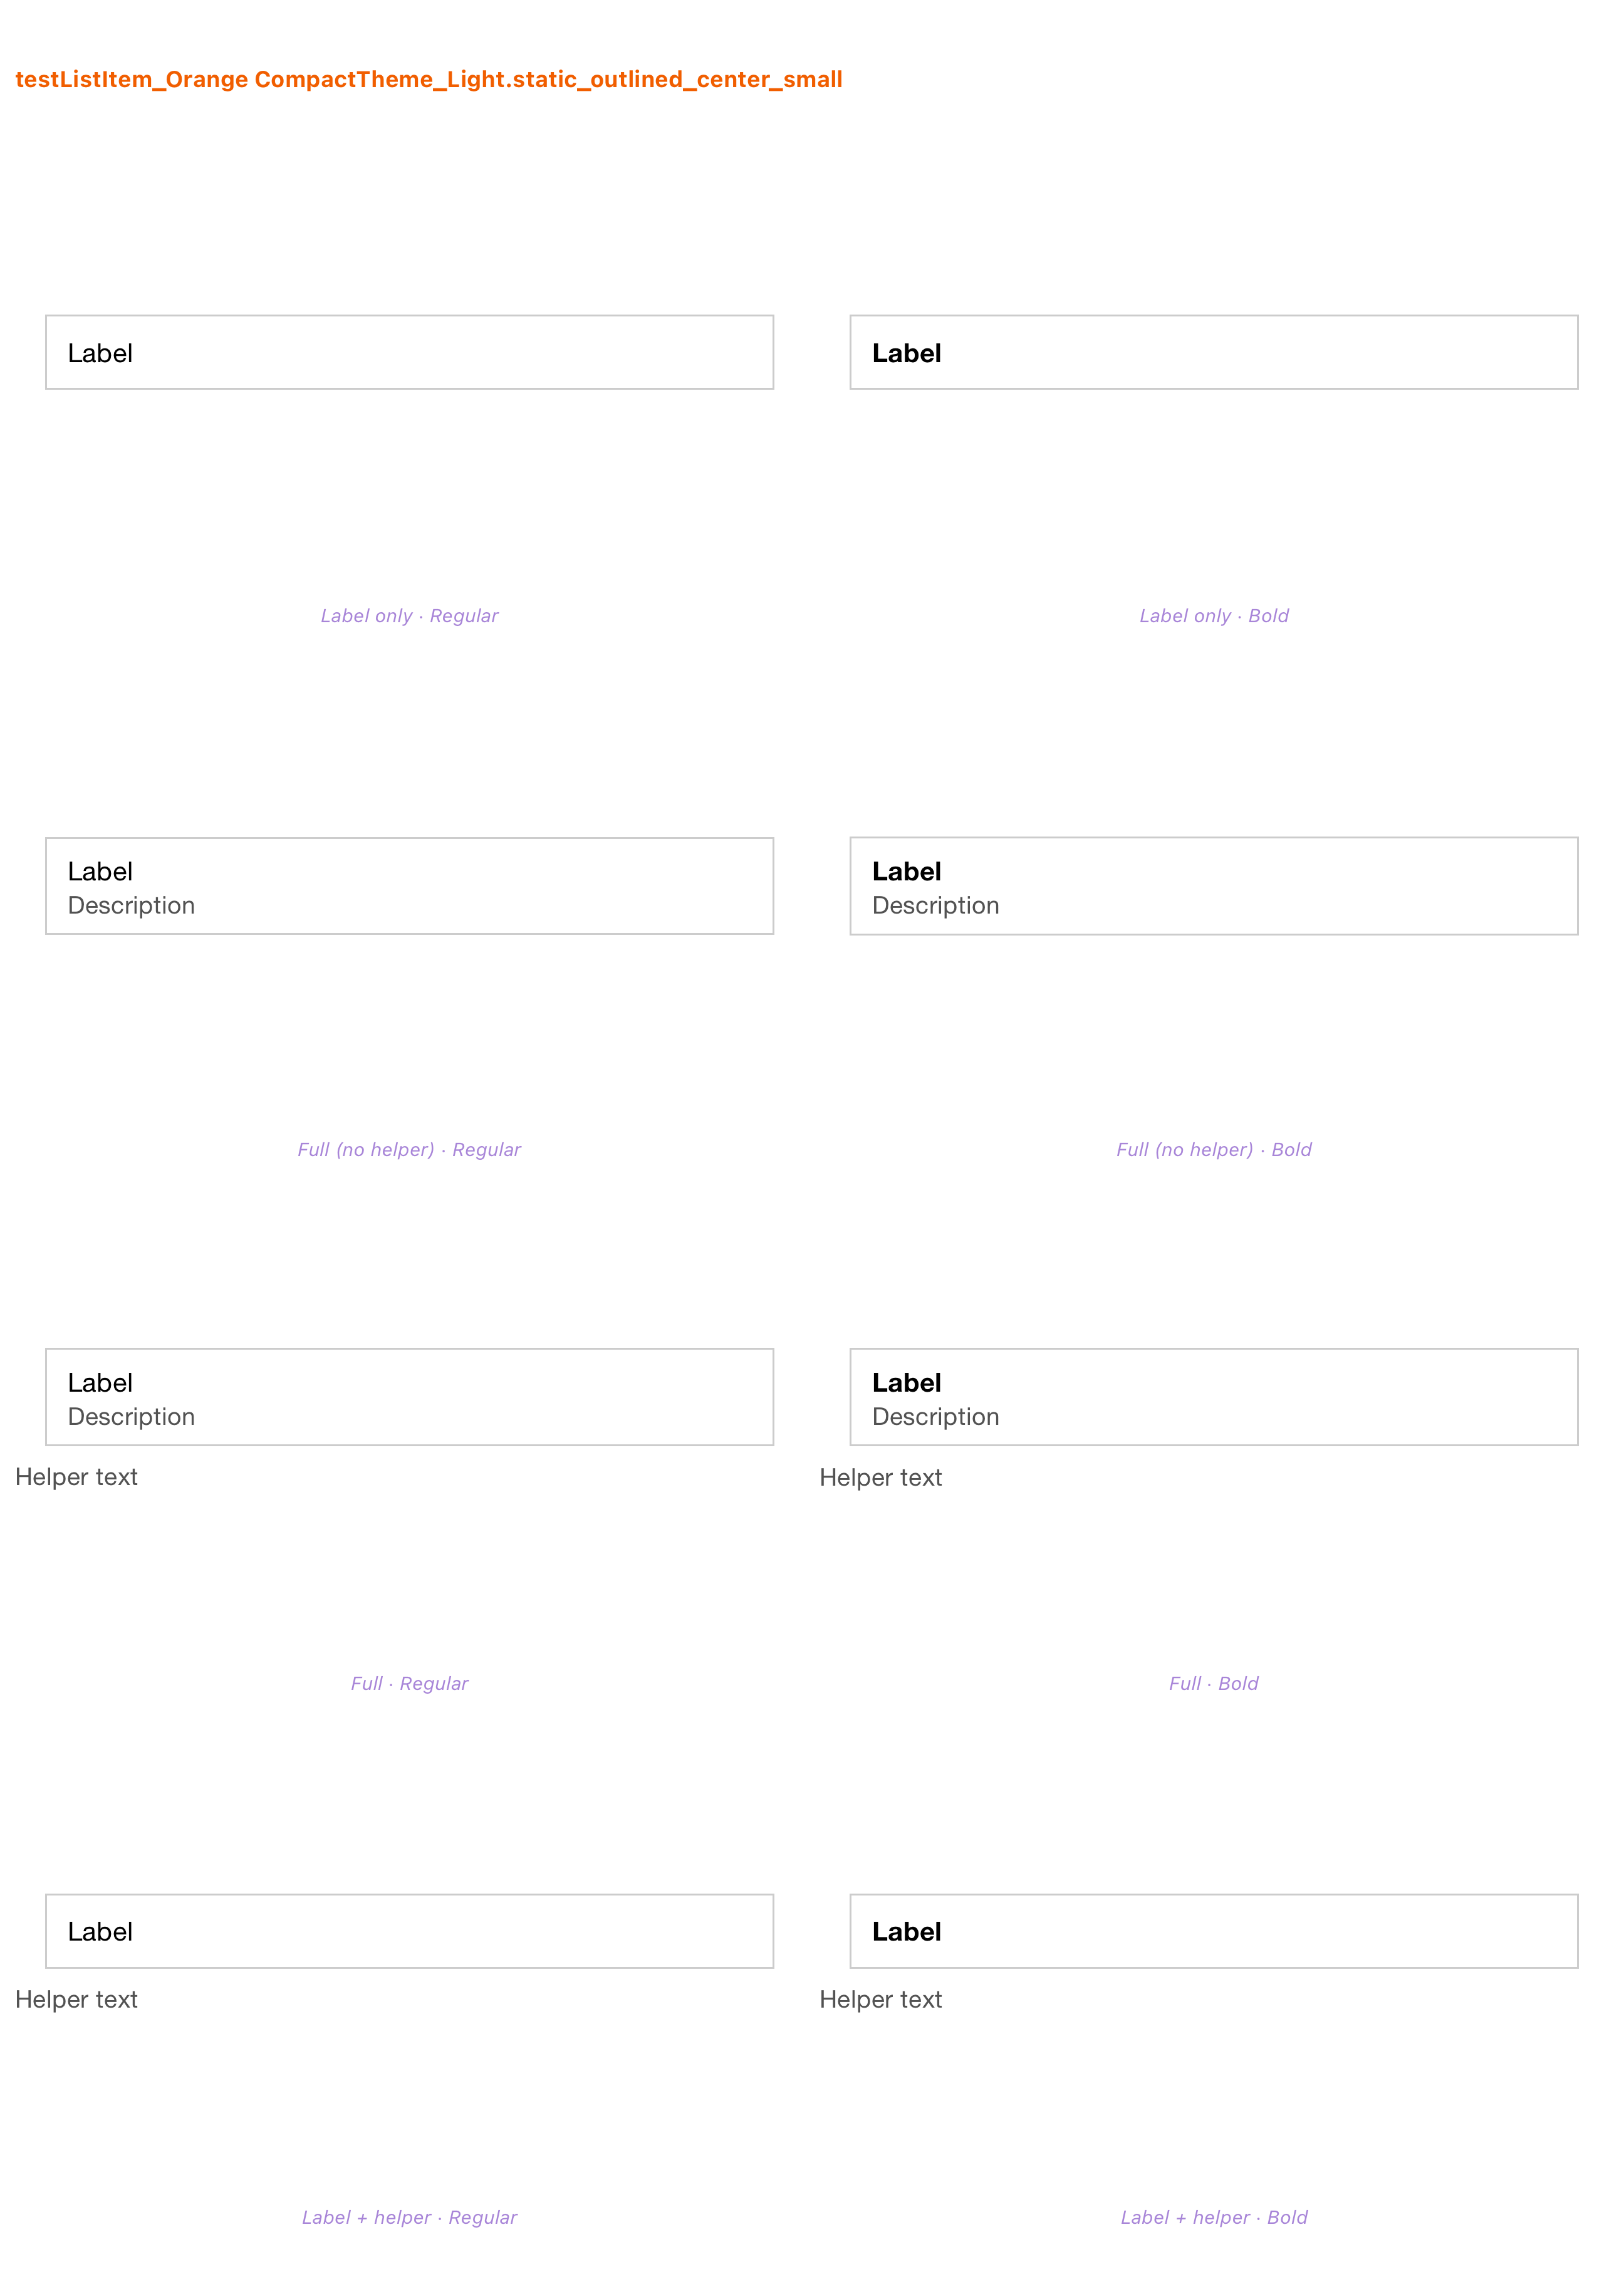 testListItem_Orange CompactTheme_Light.static_outlined_center_small
Label
Label
Label only · Regular
Label only · Bold
Label
Description
Label
Description
Full (no helper) · Regular
Full (no helper) · Bold
Label
Description
Helper text
Label
Description
Helper text
Full · Regular
Full · Bold
Label
Helper text
Label
Helper text
Label + helper · Regular
Label + helper · Bold